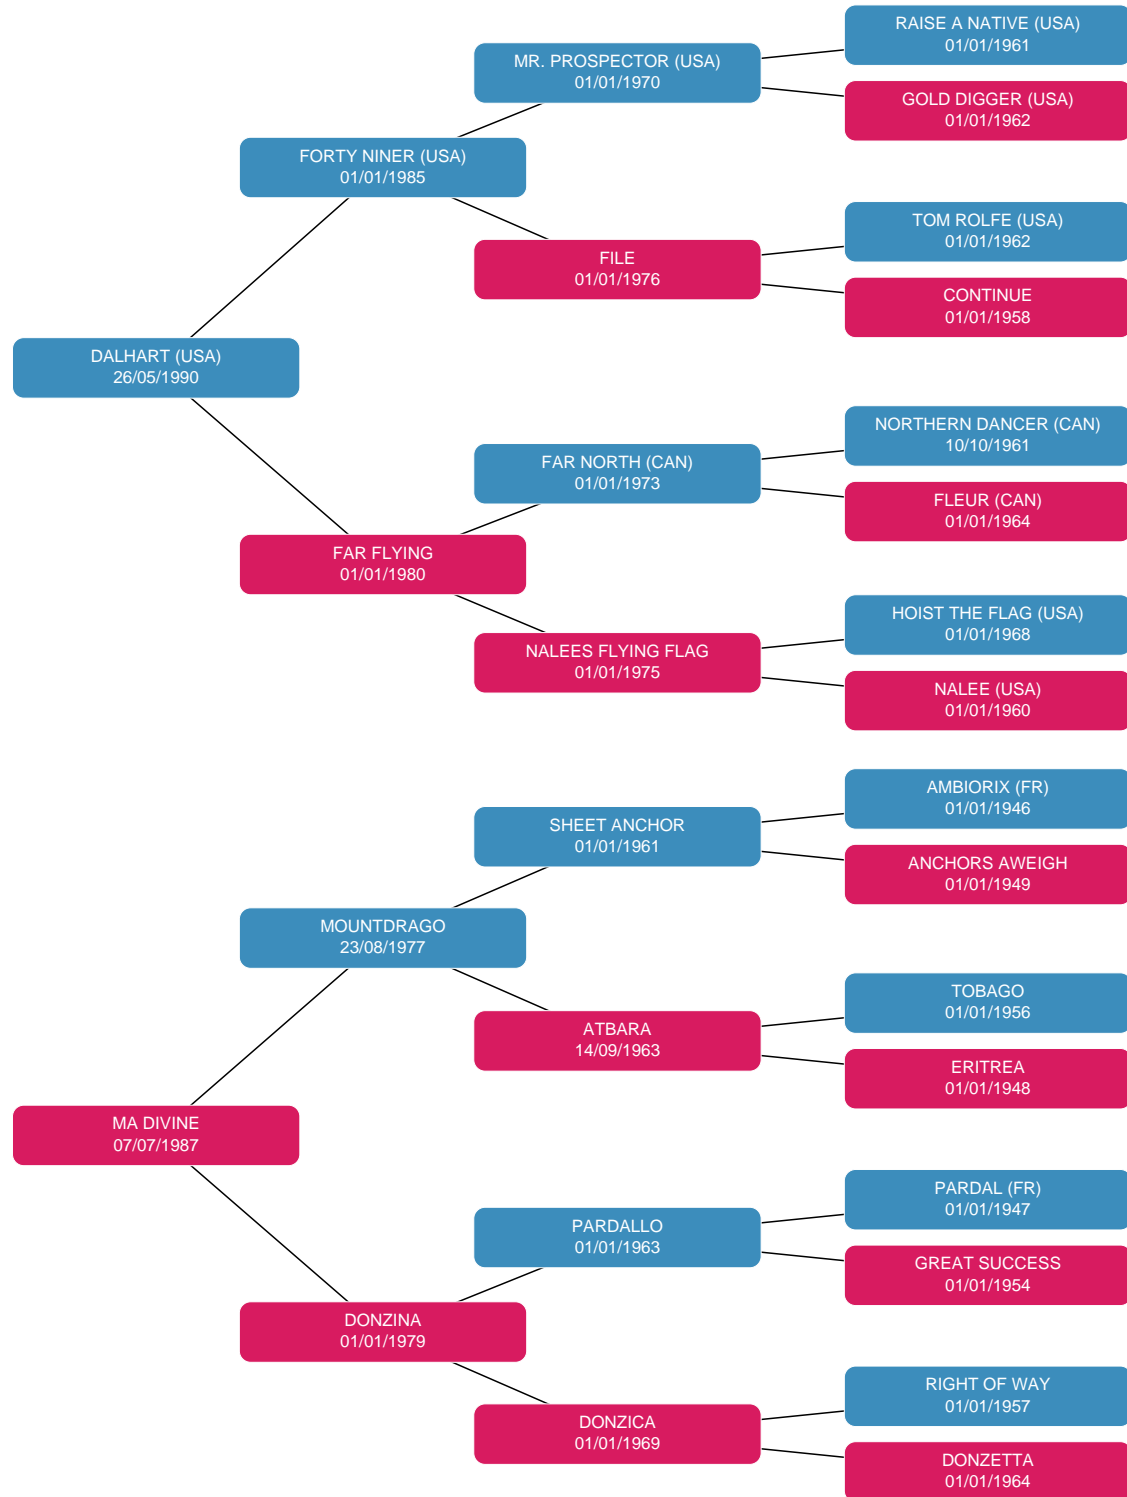 RAISE A NATIVE (USA)
01/01/1961
MR. PROSPECTOR (USA)
01/01/1970
GOLD DIGGER (USA)
01/01/1962
FORTY NINER (USA)
01/01/1985
TOM ROLFE (USA)
01/01/1962
FILE
01/01/1976
CONTINUE
01/01/1958
DALHART (USA)
26/05/1990
NORTHERN DANCER (CAN)
10/10/1961
FAR NORTH (CAN)
01/01/1973
FLEUR (CAN)
01/01/1964
FAR FLYING
01/01/1980
HOIST THE FLAG (USA)
01/01/1968
NALEES FLYING FLAG
01/01/1975
NALEE (USA)
01/01/1960
AMBIORIX (FR)
01/01/1946
SHEET ANCHOR
01/01/1961
ANCHORS AWEIGH
01/01/1949
MOUNTDRAGO
23/08/1977
TOBAGO
01/01/1956
ATBARA
14/09/1963
ERITREA
01/01/1948
MA DIVINE
07/07/1987
PARDAL (FR)
01/01/1947
PARDALLO
01/01/1963
GREAT SUCCESS
01/01/1954
DONZINA
01/01/1979
RIGHT OF WAY
01/01/1957
DONZICA
01/01/1969
DONZETTA
01/01/1964